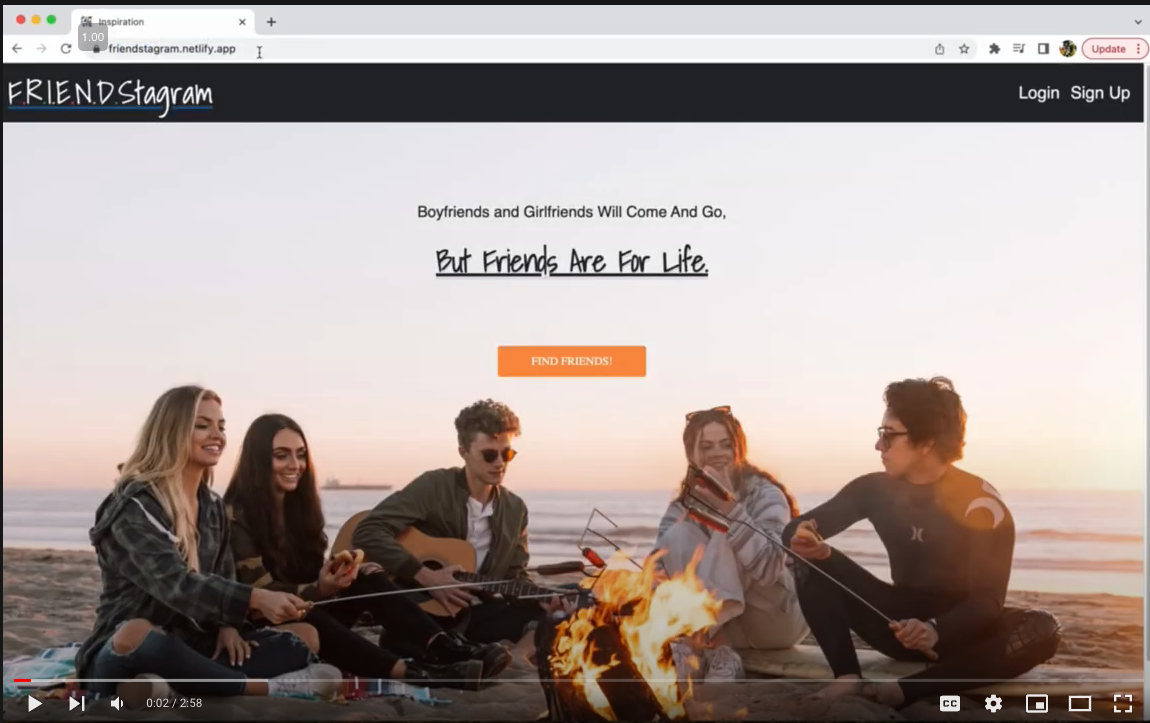 Inspiration
1.00
friendstagram.netlify.app
Update
F.R.I.E.N.D.Stagram
Login Sign Up
Boyfriends and Girlfriends Will Come And Go,
But Friends Are For Life.
FIND FRIENDS!
0:02 / 2:58
CC